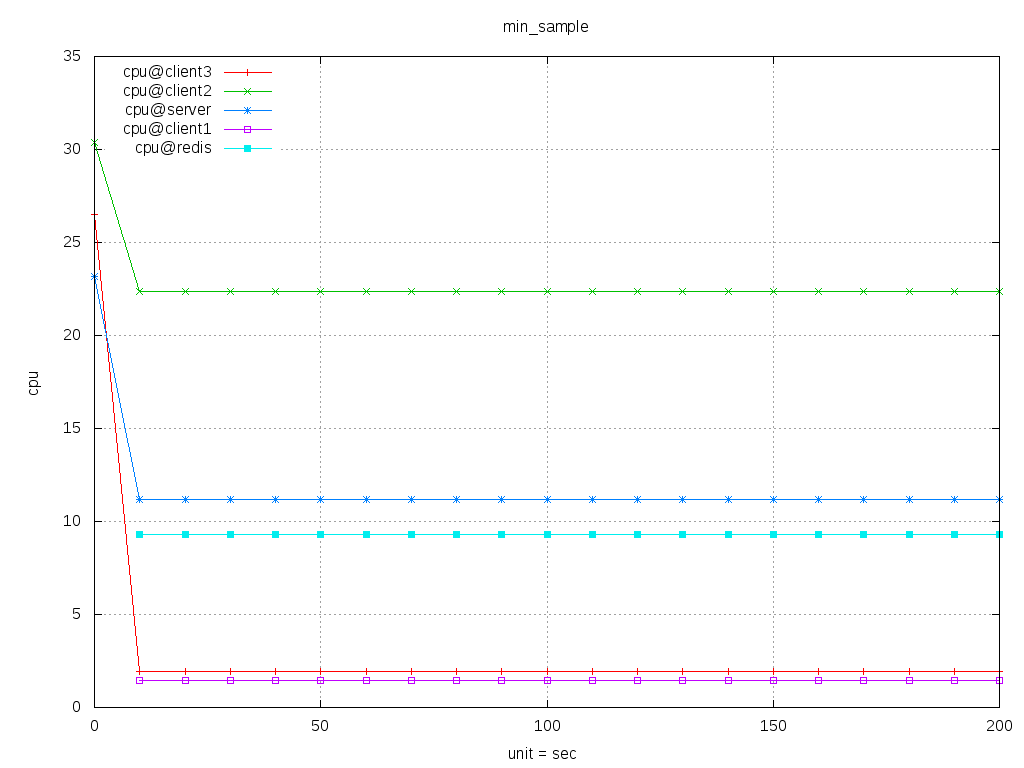 min_sample
35
30
25
20
15
10
5
0
cpu
cpu@client3
cpu@client2
cpu@server
cpu@client1
cpu@redis
0 50 100 150 200
unit = sec